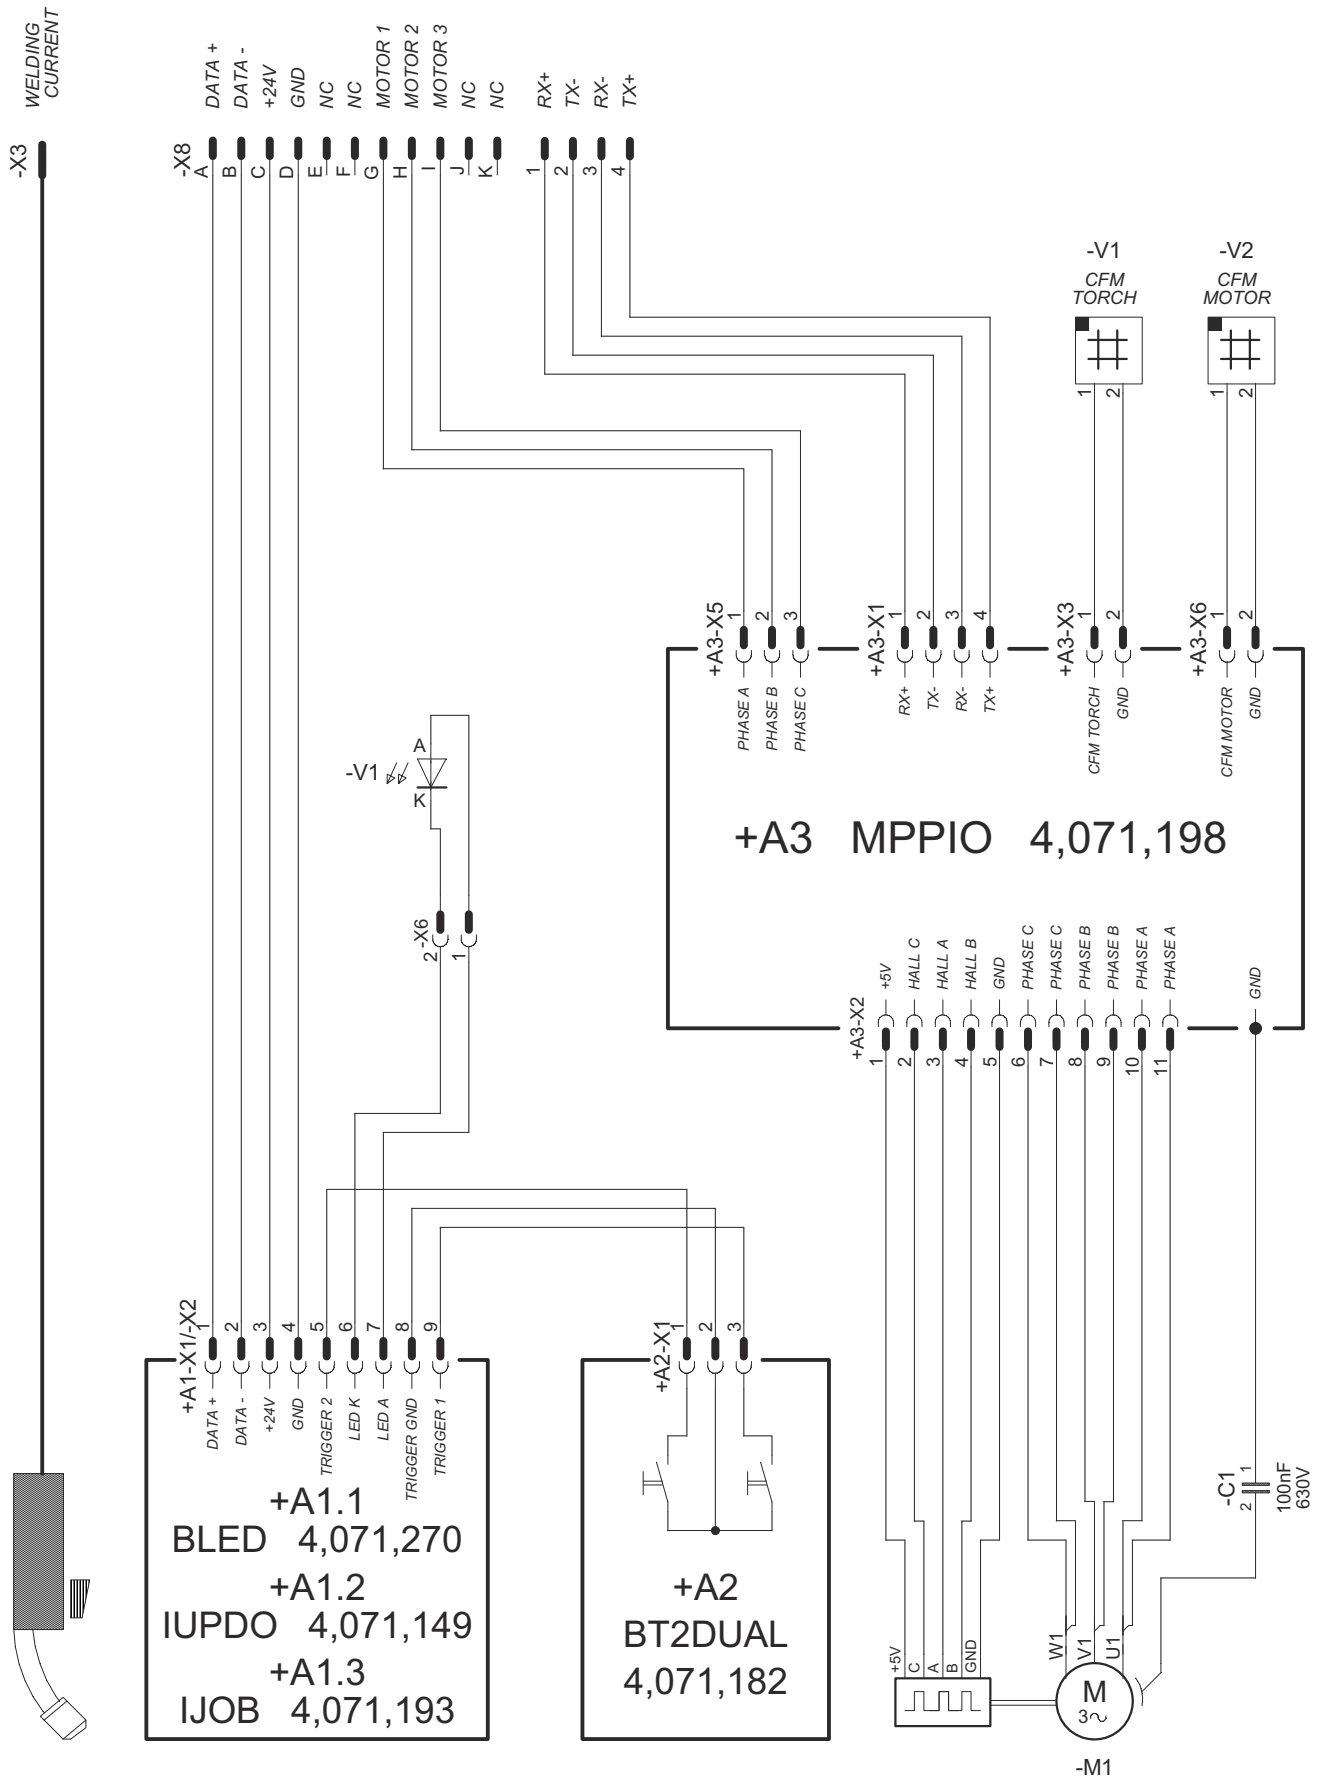 WELDING
CURRENT
-X3
DATA +
DATA -
+24V
GND
NC
NC
MOTOR 1
MOTOR 2
MOTOR 3
NC
NC
-X8
A
B
C
D
E
F
G
H
I
J
K
RX+
TX-
RX-
TX+
1
2
3
4
-V1
CFM
TORCH
1
2
-V2
CFM
MOTOR
1
2
+A3-X5
1
2
3
PHASE A
PHASE B
PHASE C
+A3-X1
1
2
3
4
RX+
TX-
RX-
TX+
+A3-X3
1
2
CFM TORCH
GND
+A3-X6
1
2
CFM MOTOR
GND
+A3 MPPIO 4,071,198
-V1
A
K
-X6
2
1
+A3-X2
+5V
HALL C
HALL A
HALL B
GND
PHASE C
PHASE C
PHASE B
PHASE B
PHASE A
PHASE A
GND
1
2
3
4
5
6
7
8
9
10
11
+A1-X1/-X2
1
2
3
4
5
6
7
8
9
DATA +
DATA -
+24V
GND
TRIGGER 2
LED K
LED A
TRIGGER GND
TRIGGER 1
+A1.1
BLED 4,071,270
+A1.2
IUPDO 4,071,149
+A1.3
IJOB 4,071,193
+A2-X1
1
2
3
+A2
BT2DUAL
4,071,182
-C1
1
2
100nF
630V
+5V
C
A
B
GND
W1
V1
U1
M
3~
-M1